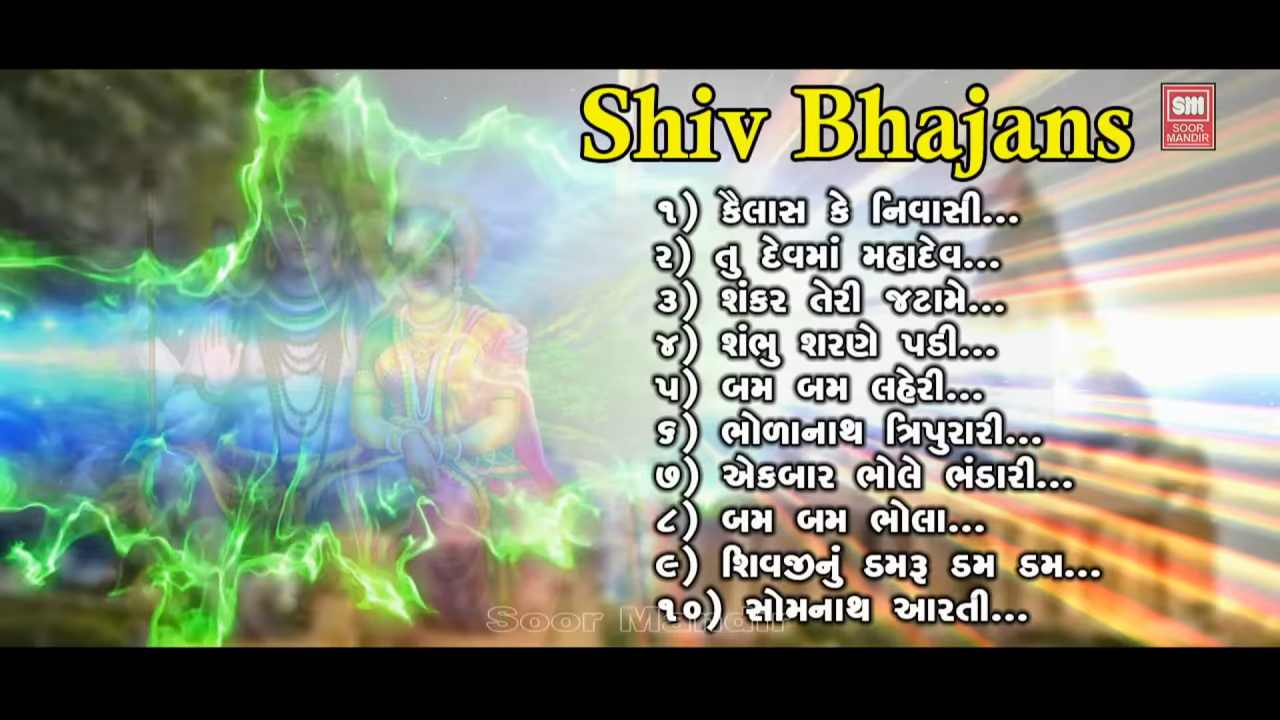 Shiv Bhajans
sm
SOOR
MANDIR
૧) કૈલાસ કે નિવાસી...
૨) તુ દેવમાં મહાદેવ...
૩) શંકર તેરી જટામે...
૪) શંભુ શરણે પડી...
૫) બમ બમ લહેરી...
૬) ભોળાનાથ ત્રિપુરારી...
૭) એકબાર ભોલે ભંડારી...
૮) બમ બમ ભોલા...
૯) શિવજીનું ડમરૂ ડમ ડમ...
૧૦) સોમનાથ આરતી...
Soor Mandir